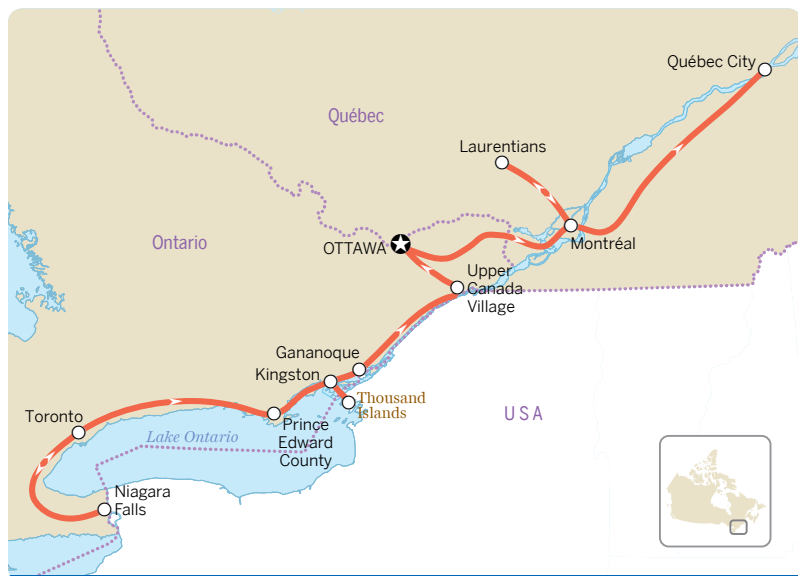 Québec City
Québec
Laurentians
Ontario
OTTAWA
Montréal
Upper
Canada
Village
Gananoque
Kingston
Thousand
Islands
Toronto
Lake Ontario
Prince
Edward
County
USA
Niagara
Falls